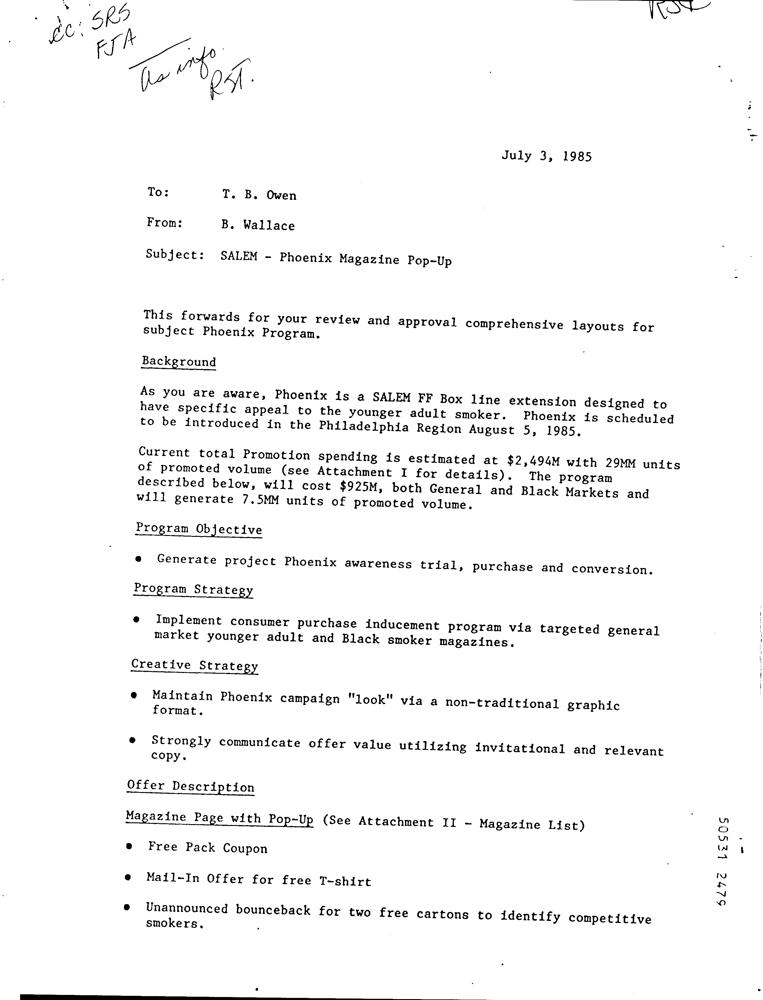 cc: SRS
FJA
As info
RST.
July 3, 1985
To: T. B. Owen
From: B. Wallace
Subject: SALEM - Phoenix Magazine Pop-Up
This forwards for your review and approval comprehensive layouts for
subject Phoenix Program.
Background
As you are aware, Phoenix is a SALEM FF Box line extension designed to
have specific appeal to the younger adult smoker. Phoenix is scheduled
to be introduced in the Philadelphia Region August 5, 1985.
Current total Promotion spending is estimated at $2,494M with 29MM units
of promoted volume (see Attachment I for details). The program
described below, will cost $925M, both General and Black Markets and
will generate 7.5MM units of promoted volume.
Program Objective
• Generate project Phoenix awareness trial, purchase and conversion.
Program Strategy
• Implement consumer purchase inducement program via targeted general
market younger adult and Black smoker magazines.
Creative Strategy
• Maintain Phoenix campaign "look" via a non-traditional graphic
format.
• Strongly communicate offer value utilizing invitational and relevant
copy.
Offer Description
Magazine Page with Pop-Up (See Attachment II - Magazine List)
• Free Pack Coupon
• Mail-In Offer for free T-shirt
• Unannounced bounceback for two free cartons to identify competitive
smokers.
50531 2479